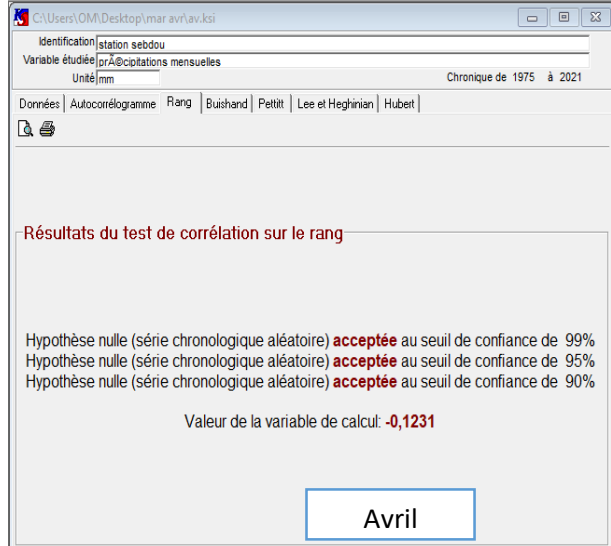 C:\Users\OM\Desktop\mar avr\av.ksi
Identification station sebdou
Variable étudiée prÃ©cipitations mensuelles
Unité mm Chronique de 1975 à 2021
Données Autocorrélogramme Rang Buishand Pettitt Lee et Heghinian Hubert
Résultats du test de corrélation sur le rang
Hypothèse nulle (série chronologique aléatoire) acceptée au seuil de confiance de 99%
Hypothèse nulle (série chronologique aléatoire) acceptée au seuil de confiance de 95%
Hypothèse nulle (série chronologique aléatoire) acceptée au seuil de confiance de 90%
Valeur de la variable de calcul: -0,1231
Avril